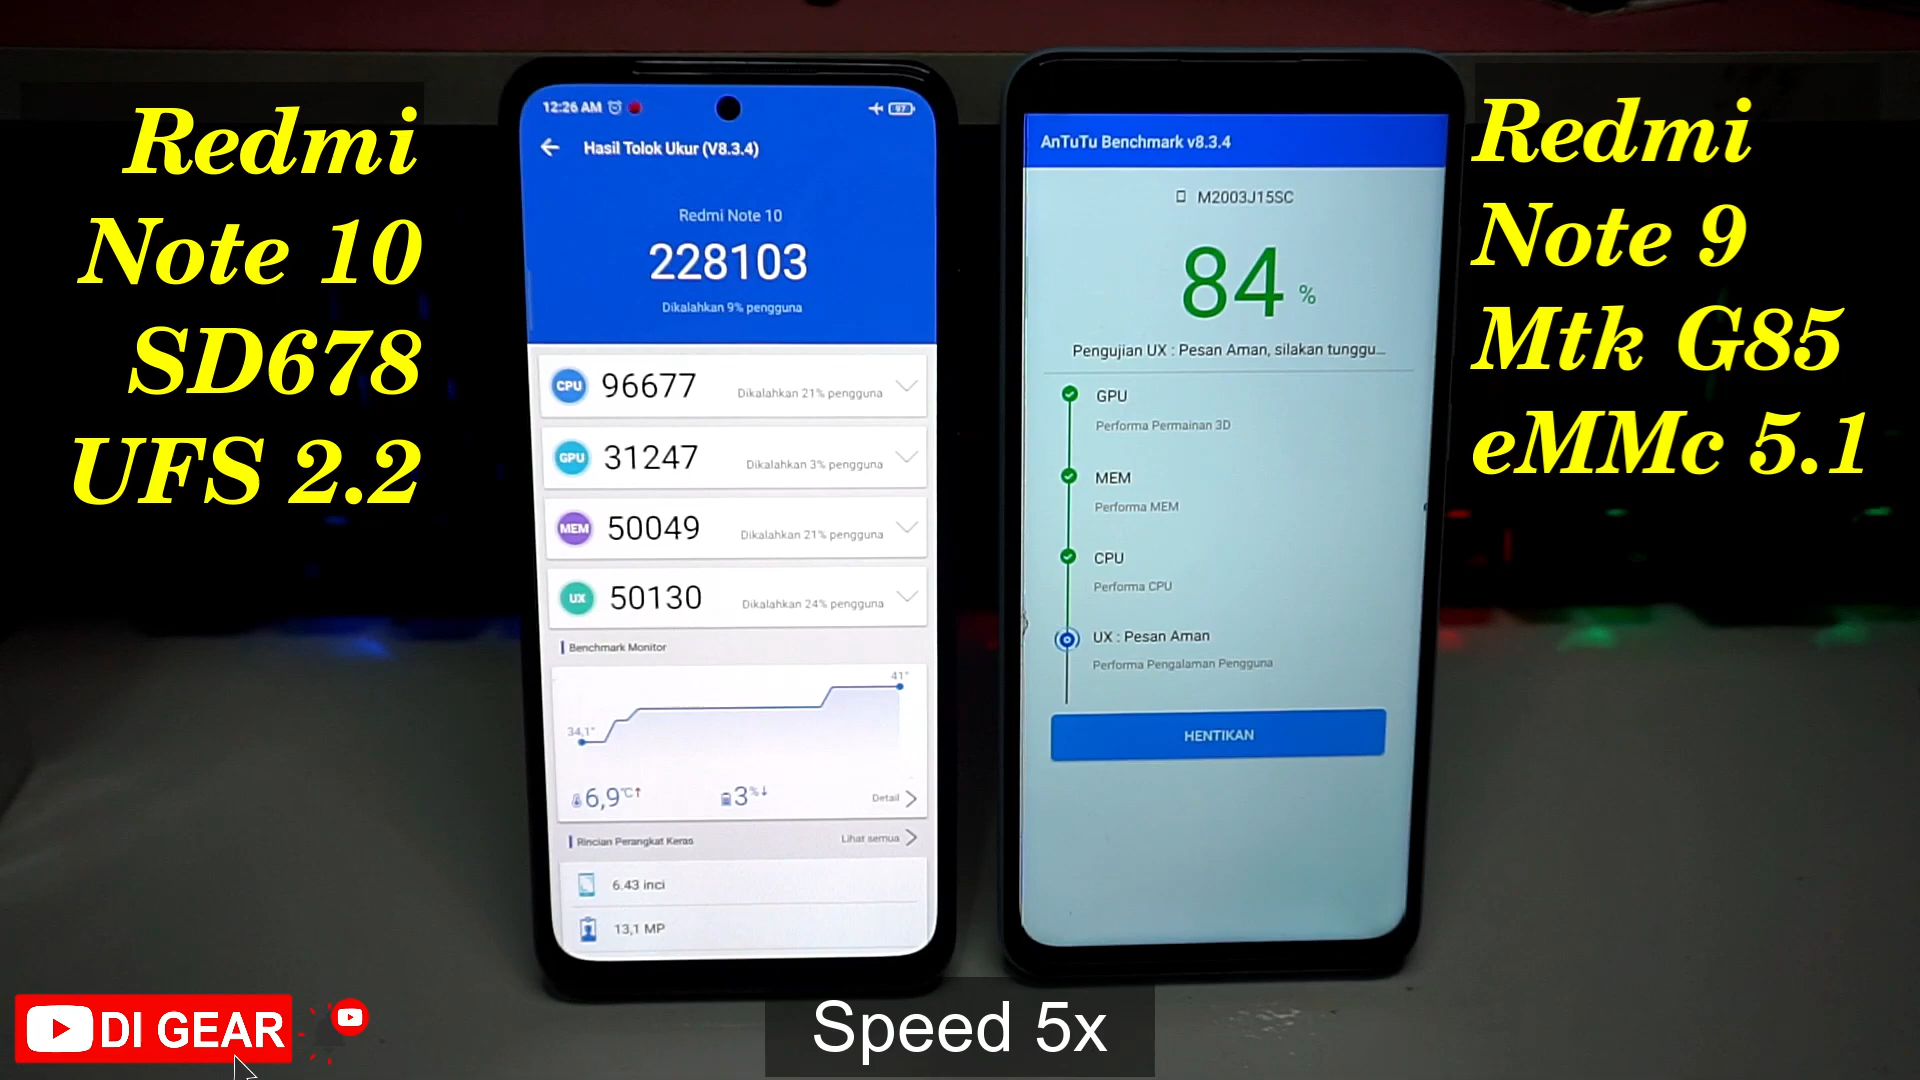 Redmi
Note 10
SD678
UFS 2.2
12:26 AM
97
Hasil Tolok Ukur (V8.3.4)
Redmi Note 10
228103
Dikalahkan 9% pengguna
CPU 96677 Dikalahkan 21% pengguna
GPU 31247 Dikalahkan 3% pengguna
MEM 50049 Dikalahkan 21% pengguna
UX 50130 Dikalahkan 24% pengguna
Benchmark Monitor
34,1°
41°
6,9°C↑ 3%↓ Detail
Rincian Perangkat Keras Lihat semua
6.43 inci
13,1 MP
AnTuTu Benchmark v8.3.4
M2003J15SC
84 %
Pengujian UX : Pesan Aman, silakan tunggu...
GPU
Performa Permainan 3D
MEM
Performa MEM
CPU
Performa CPU
UX : Pesan Aman
Performa Pengalaman Pengguna
HENTIKAN
Redmi
Note 9
Mtk G85
eMMc 5.1
DI GEAR
Speed 5x